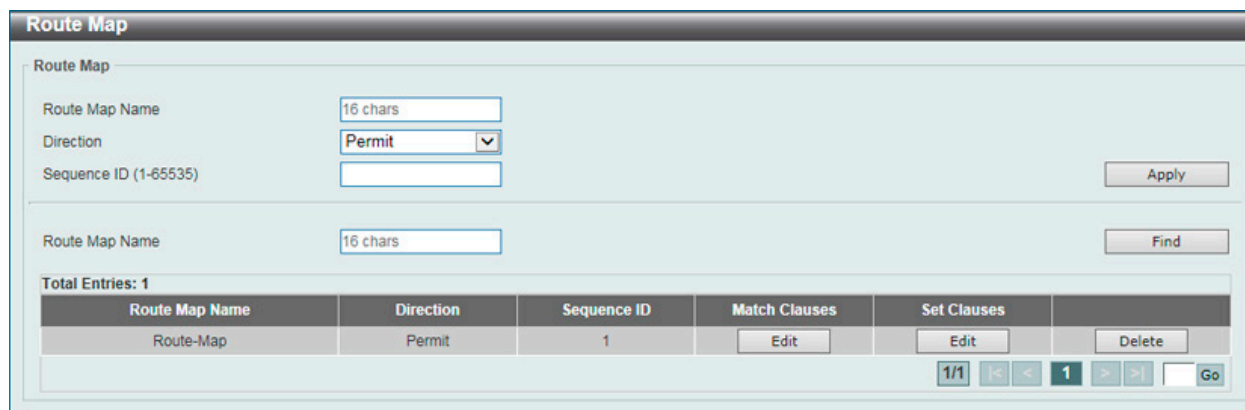 Route Map
Route Map
Route Map Name 16 chars
Direction Permit
Sequence ID (1-65535) Apply
Route Map Name 16 chars Find
Total Entries: 1
Route Map Name Direction Sequence ID Match Clauses Set Clauses
Route-Map Permit 1 Edit Edit Delete
1/1 |< < 1 > >| Go